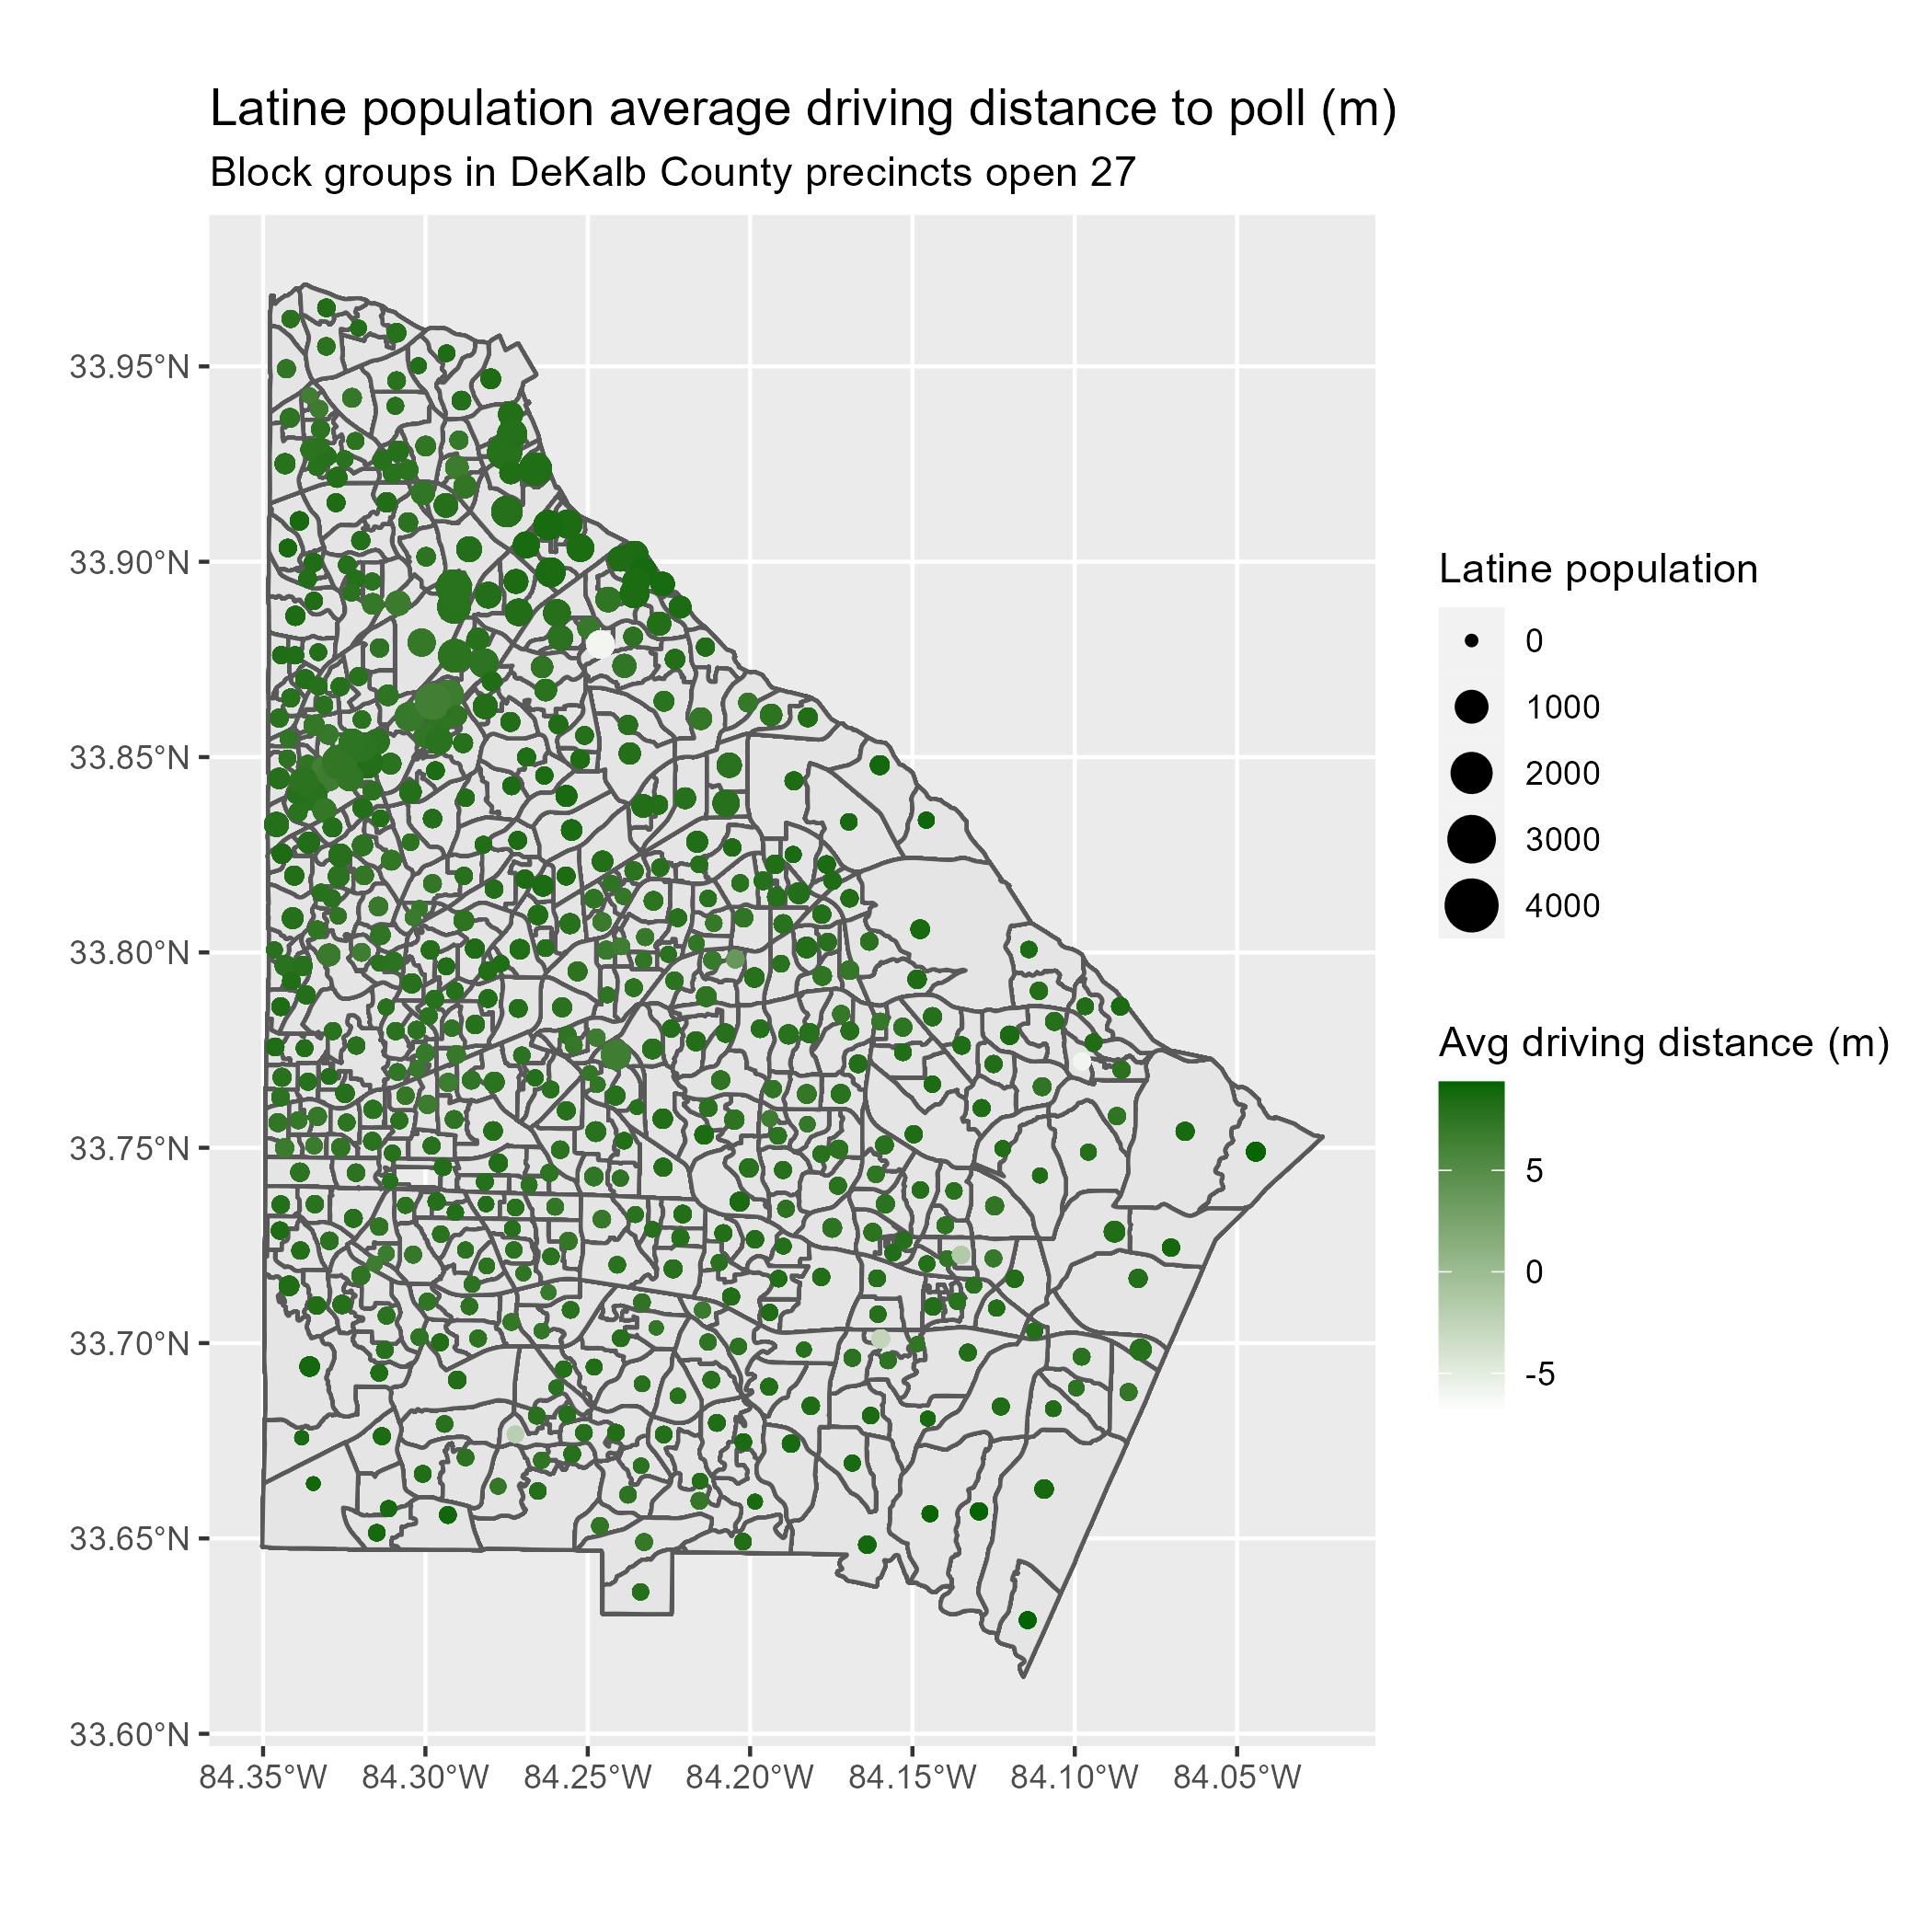 Latine population average driving distance to poll (m)
Block groups in DeKalb County precincts open 27
33.95°N
33.90°N
33.85°N
33.80°N
33.75°N
33.70°N
33.65°N
33.60°N
84.35°W 84.30°W 84.25°W 84.20°W 84.15°W 84.10°W 84.05°W
Latine population
0
1000
2000
3000
4000
Avg driving distance (m)
5
0
-5